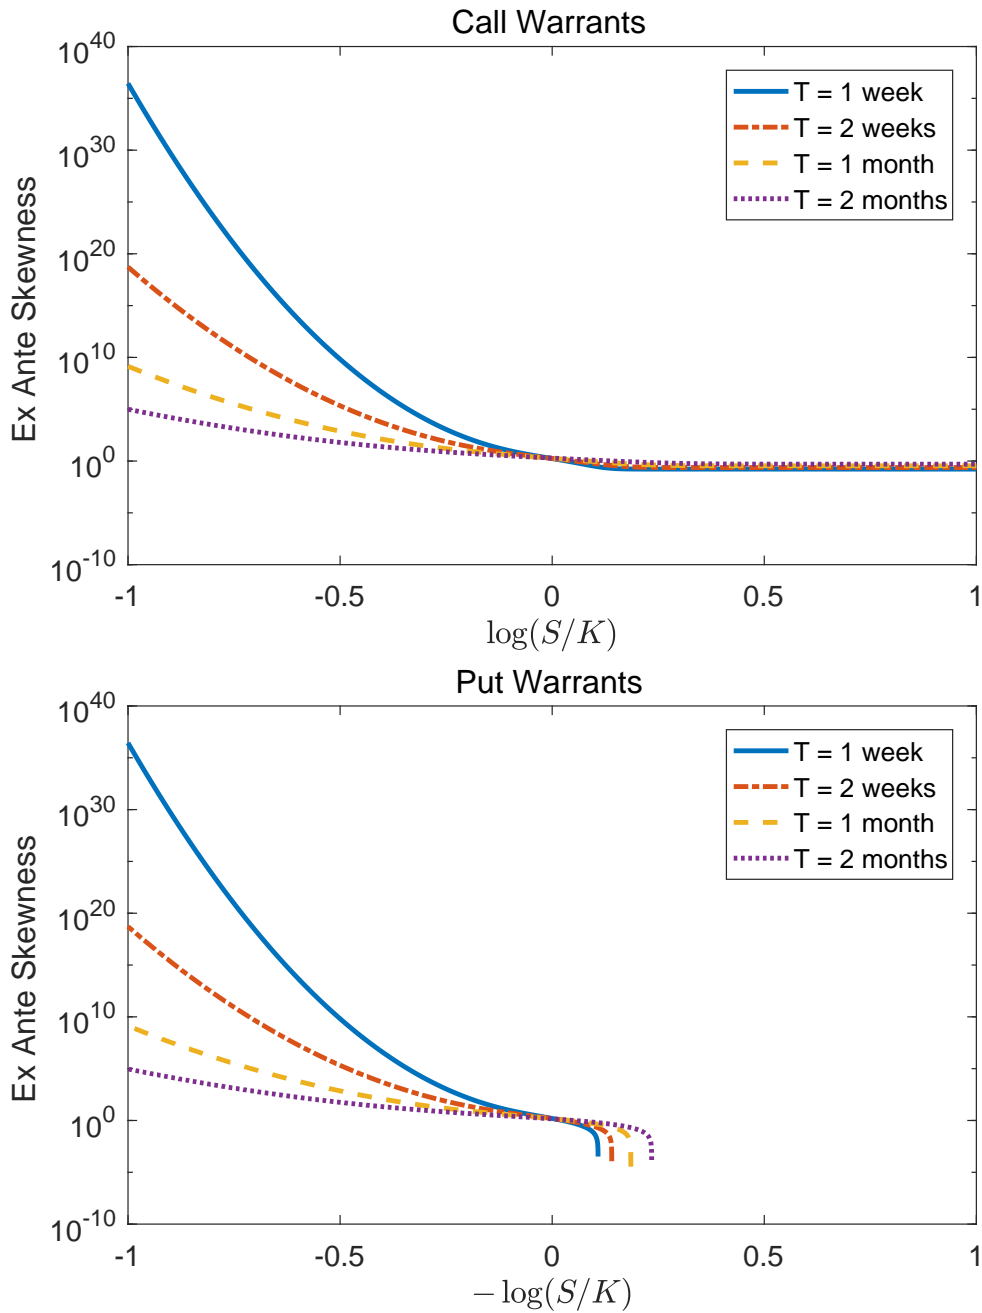 Call Warrants
10^40
10^30
10^20
10^10
10^0
10^-10
Ex Ante Skewness
T = 1 week
T = 2 weeks
T = 1 month
T = 2 months
-1
-0.5
0
0.5
1
log(S/K)
Put Warrants
10^40
10^30
10^20
10^10
10^0
10^-10
Ex Ante Skewness
T = 1 week
T = 2 weeks
T = 1 month
T = 2 months
-1
-0.5
0
0.5
1
− log(S/K)